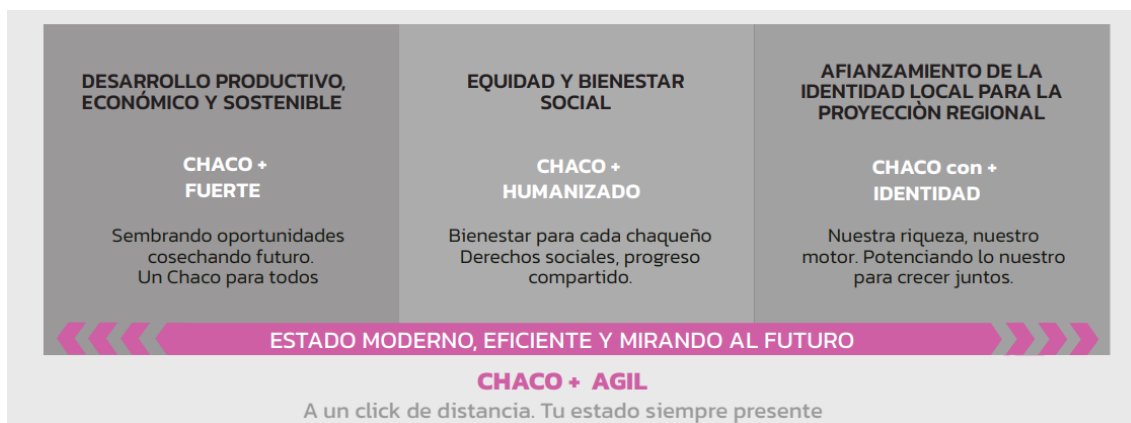 DESARROLLO PRODUCTIVO,
ECONÓMICO Y SOSTENIBLE
CHACO +
FUERTE
Sembrando oportunidades
cosechando futuro.
Un Chaco para todos
EQUIDAD Y BIENESTAR
SOCIAL
CHACO +
HUMANIZADO
Bienestar para cada chaqueño
Derechos sociales, progreso
compartido.
AFIANZAMIENTO DE LA
IDENTIDAD LOCAL PARA LA
PROYECCIÒN REGIONAL
CHACO con +
IDENTIDAD
Nuestra riqueza, nuestro
motor. Potenciando lo nuestro
para crecer juntos.
ESTADO MODERNO, EFICIENTE Y MIRANDO AL FUTURO
CHACO + AGIL
A un click de distancia. Tu estado siempre presente